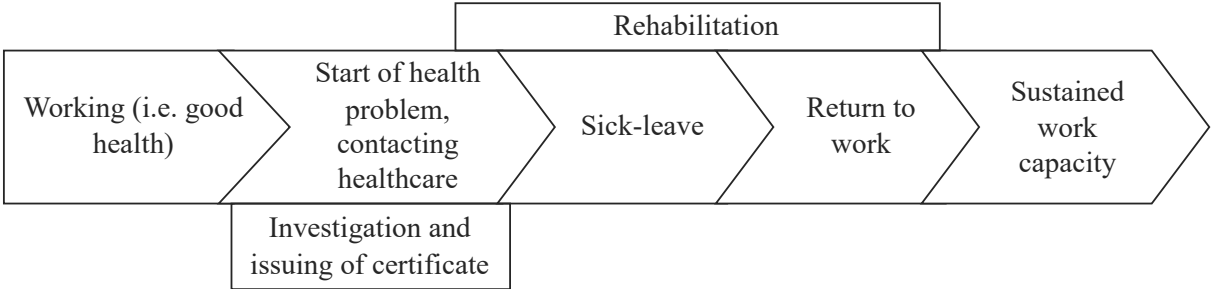 Rehabilitation
Working (i.e. good
health)
Start of health
problem,
contacting
healthcare
Sick-leave
Return to
work
Sustained
work
capacity
Investigation and
issuing of certificate